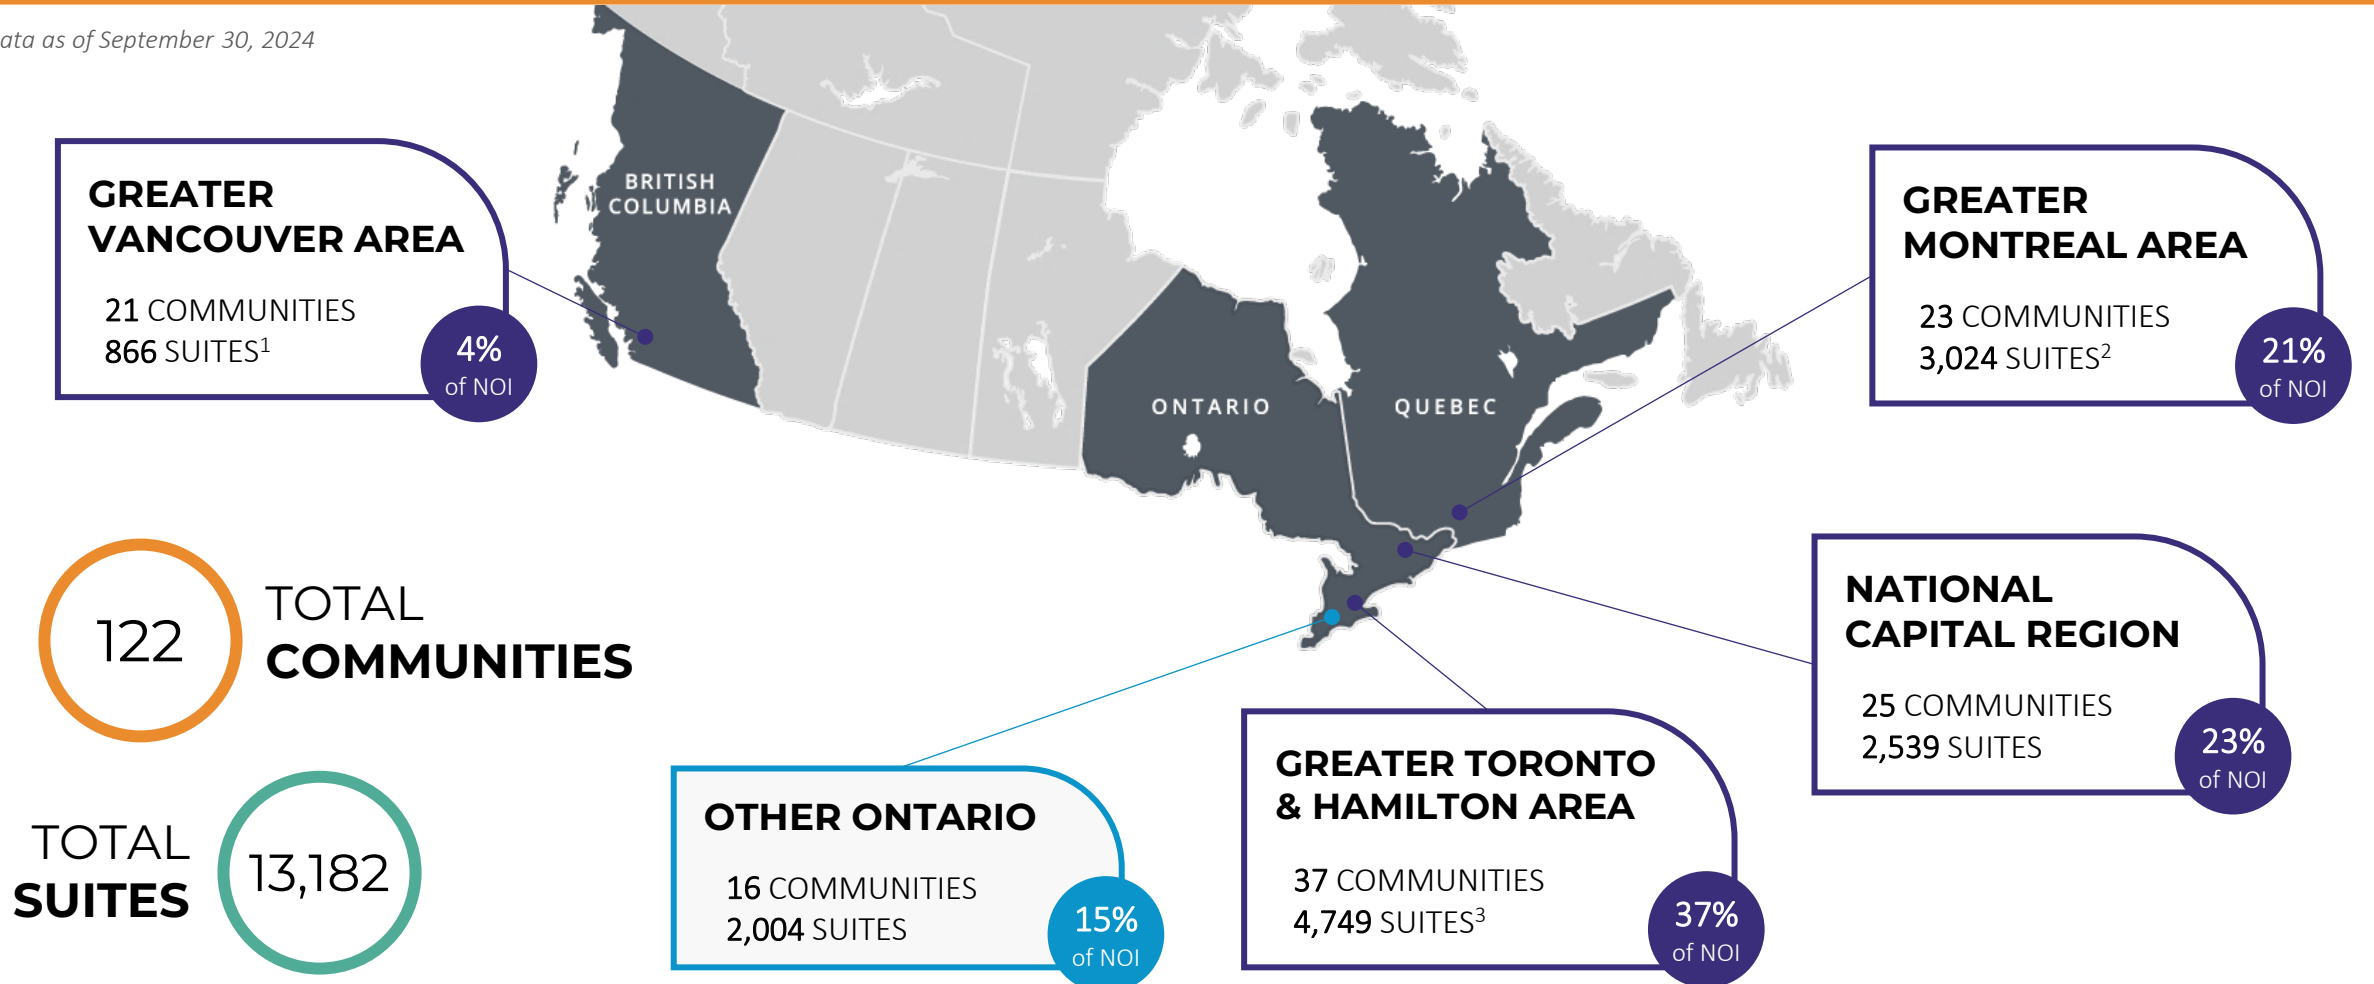 ata as of September 30, 2024
GREATER
VANCOUVER AREA
21 COMMUNITIES
866 SUITES¹
4%
of NOI
BRITISH
COLUMBIA
ONTARIO
QUEBEC
GREATER
MONTREAL AREA
23 COMMUNITIES
3,024 SUITES²
21%
of NOI
122
TOTAL
COMMUNITIES
NATIONAL
CAPITAL REGION
25 COMMUNITIES
2,539 SUITES
23%
of NOI
TOTAL
SUITES
13,182
OTHER ONTARIO
16 COMMUNITIES
2,004 SUITES
15%
of NOI
GREATER TORONTO
& HAMILTON AREA
37 COMMUNITIES
4,749 SUITES³
37%
of NOI